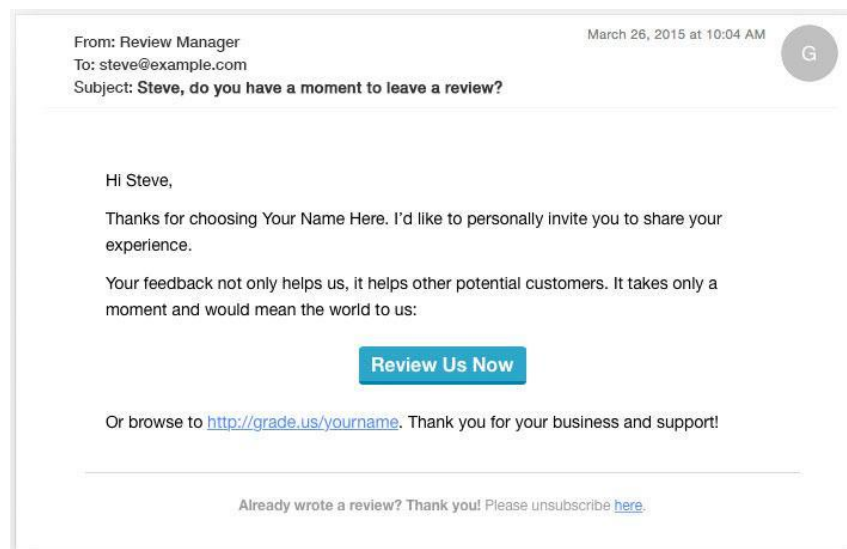 From: Review Manager
March 26, 2015 at 10:04 AM
G
To: steve@example.com
Subject: Steve, do you have a moment to leave a review?
Hi Steve,
Thanks for choosing Your Name Here. I'd like to personally invite you to share your
experience.
Your feedback not only helps us, it helps other potential customers. It takes only a
moment and would mean the world to us:
Review Us Now
Or browse to http://grade.us/yourname. Thank you for your business and support!
Already wrote a review? Thank you! Please unsubscribe here.